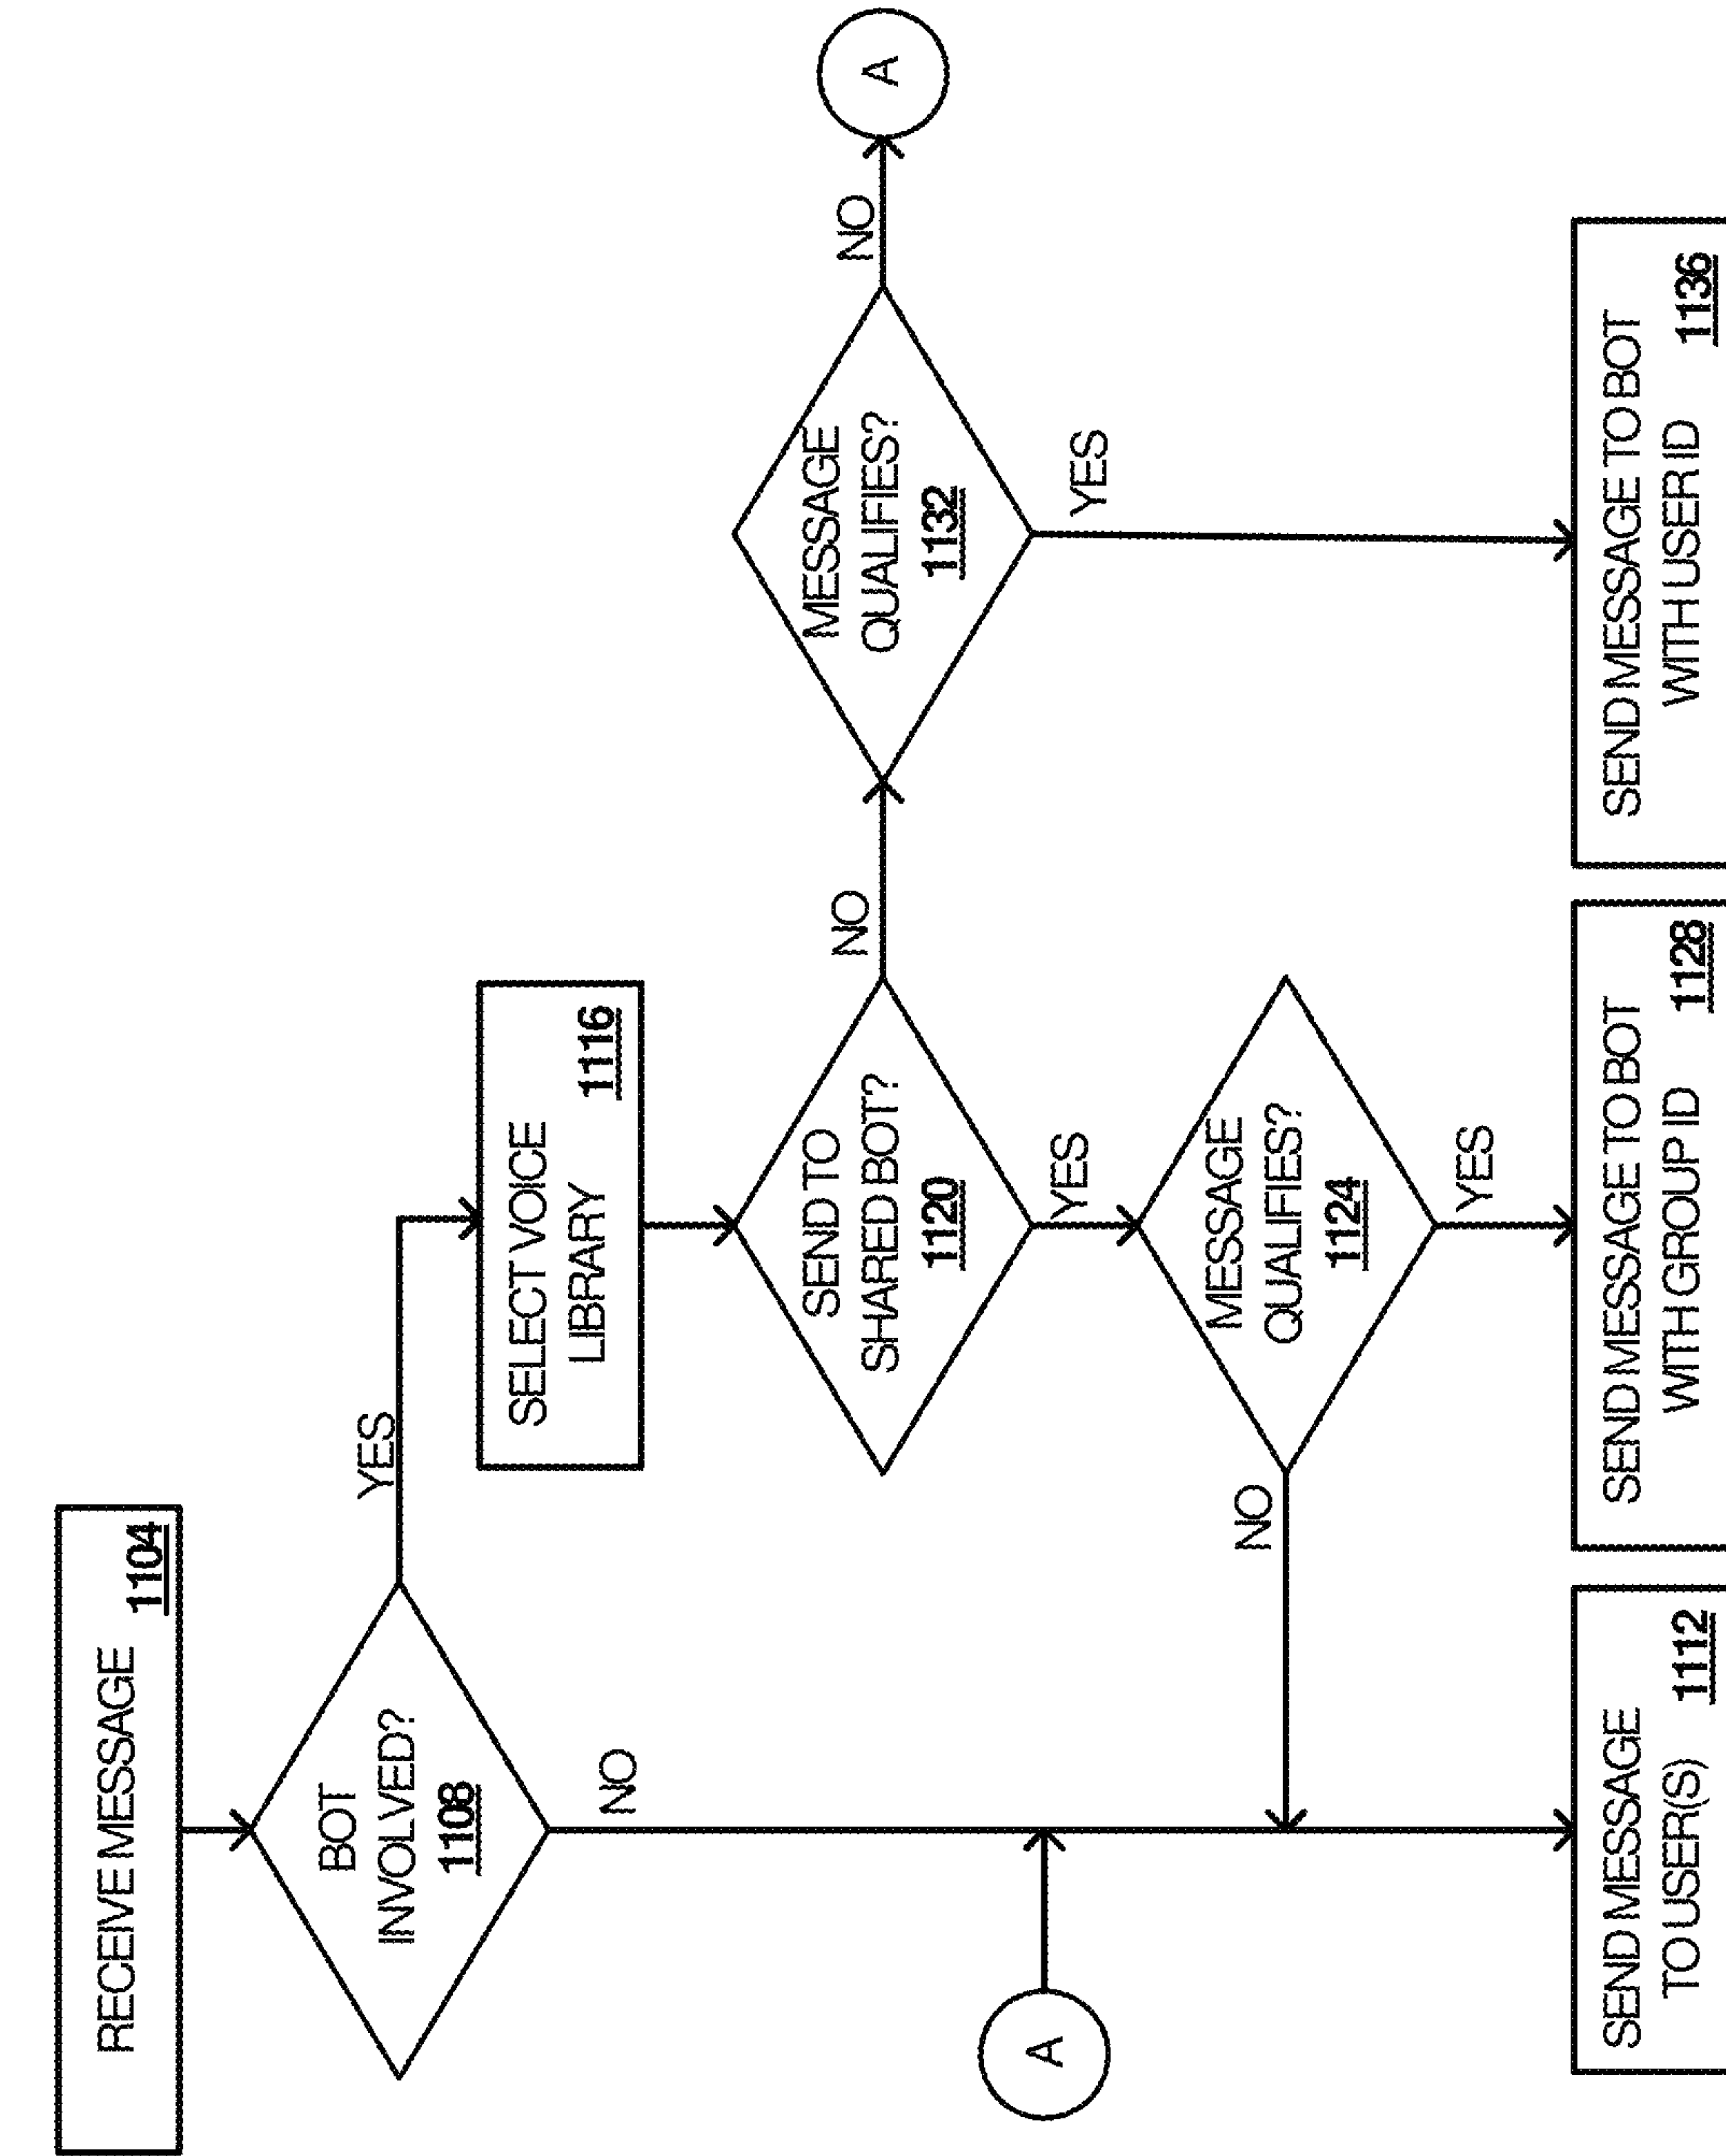 RECEIVE MESSAGE
1104
BOT
INVOLVED?
1108
YES
NO
SELECT VOICE
LIBRARY
1116
SEND TO
SHARED BOT?
1120
NO
YES
MESSAGE
QUALIFIES?
1132
NO
A
YES
MESSAGE
QUALIFIES?
1124
NO
YES
A
SEND MESSAGE
TO USER(S)
1112
SEND MESSAGE TO BOT
WITH GROUP ID
1128
SEND MESSAGE TO BOT
WITH USER ID
1136